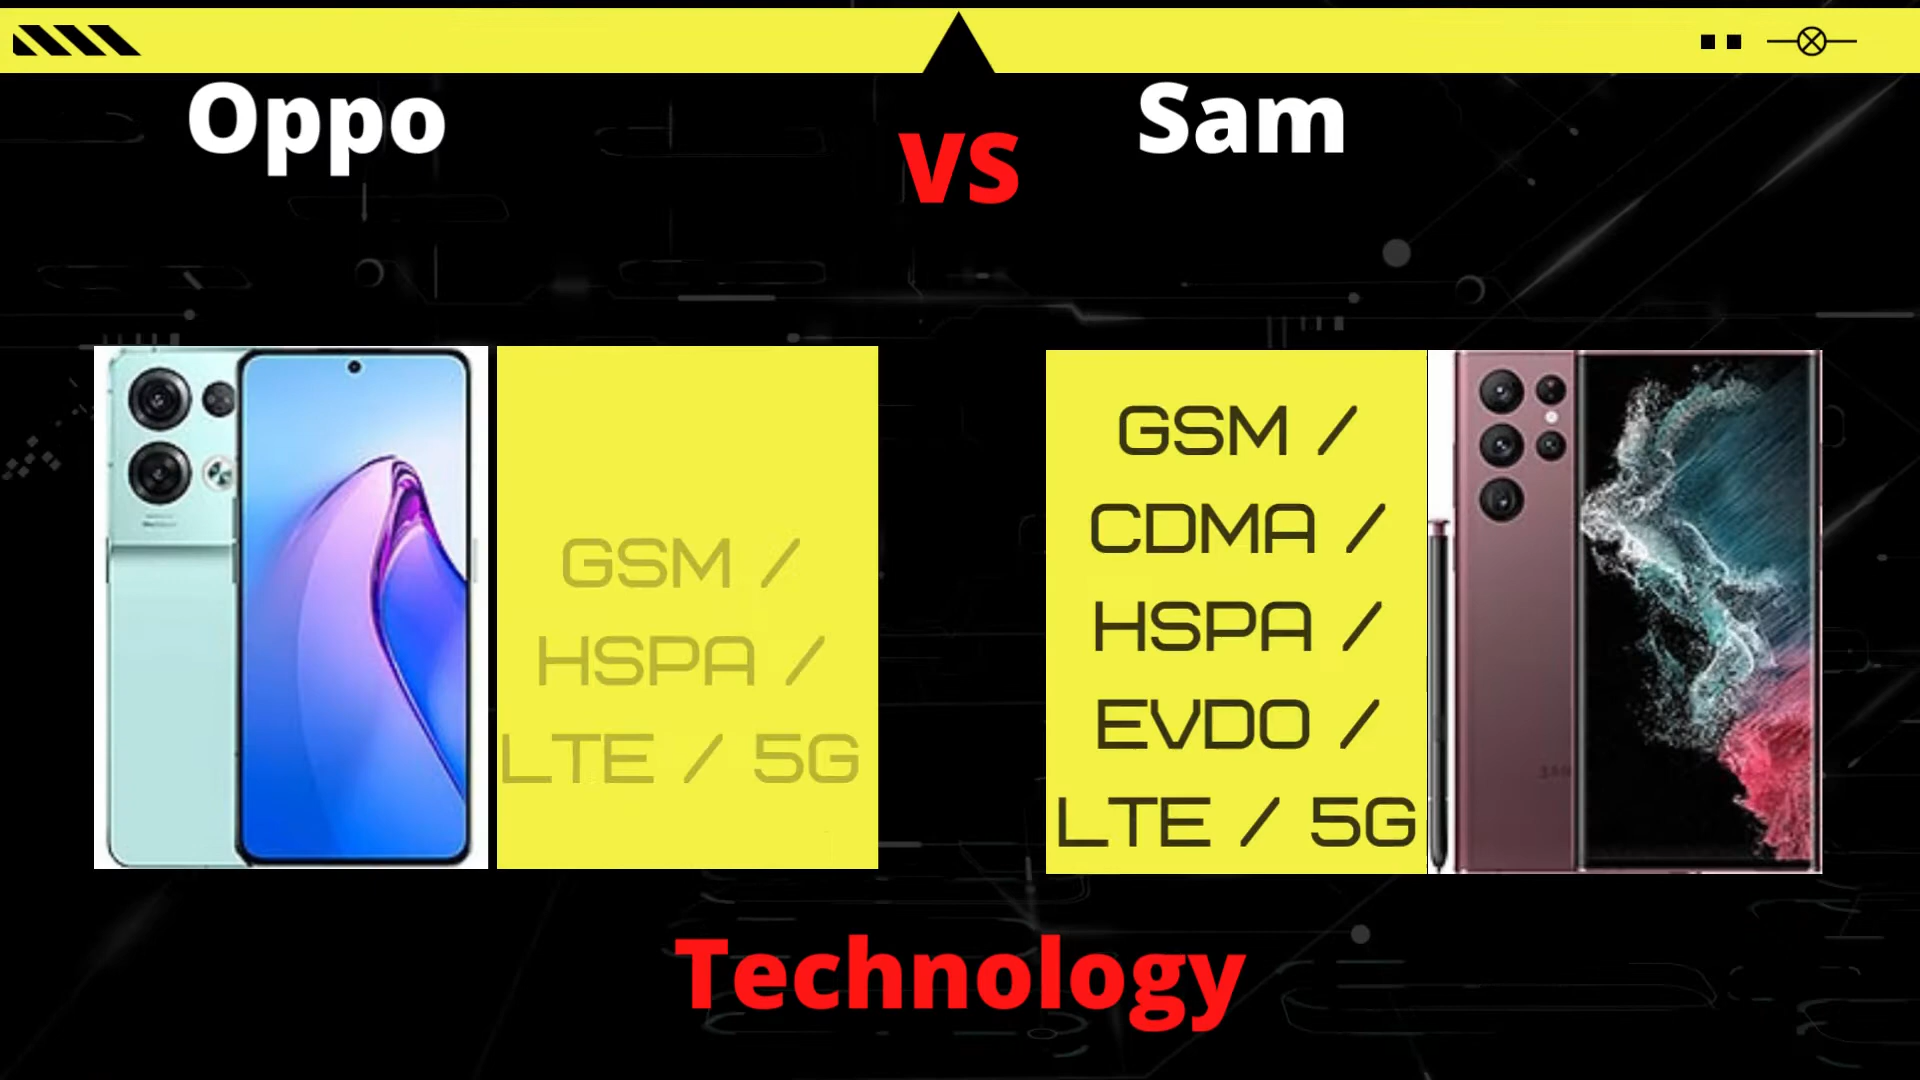 Oppo
VS
Sam
GSM /
HSPA /
LTE / 5G
GSM /
CDMA /
HSPA /
EVDO /
LTE / 5G
Technology